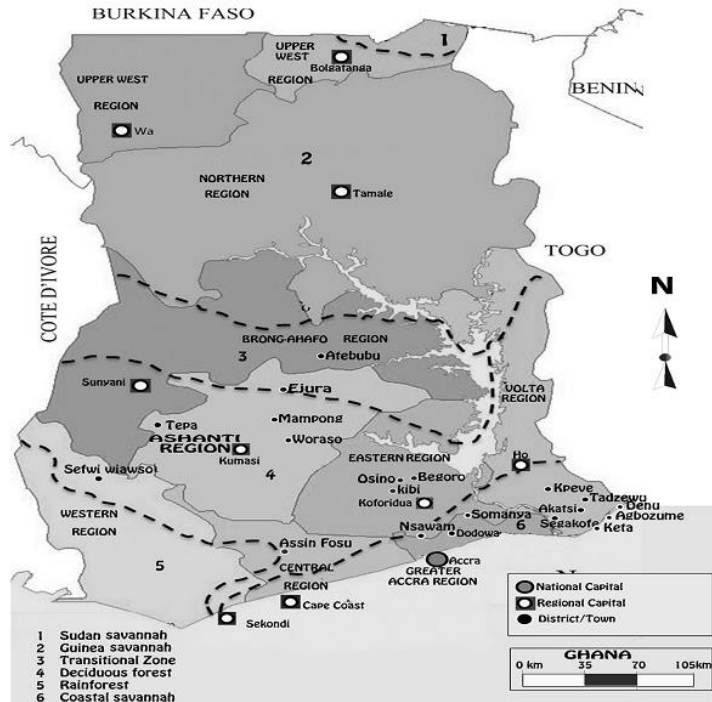 BURKINA FASO
UPPER WEST
REGION
Bolgatanga
1
UPPER WEST
REGION
Wa
BENIN
2
NORTHERN
REGION
Tamale
TOGO
COTE D'IVORE
N
BRONG-AHAFO REGION
3
Atebubu
Sunyani
Ejura
VOLTA
REGION
Tepa
Mampong
ASHANTI
REGION
Woraso
Kumasi
4
EASTERN REGION
Ho
Sefwi wiawsoi
Osino
Begoro
kibi
Koforidua
Kpeve
Tadzewu
Denu
Akatsi
Agbozume
Segakofe
Keta
6
WESTERN
REGION
Somanya
Nsawam
Dodowa
Assin Fosu
5
CENTRAL
REGION
Accra
GREATER
ACCRA REGION
Cape Coast
Sekondi
National Capital
Regional Capital
District/Town
1 Sudan savannah
2 Guinea savannah
3 Transitional Zone
4 Deciduous forest
5 Rainforest
6 Coastal savannah
GHANA
0 km 35 70 105km